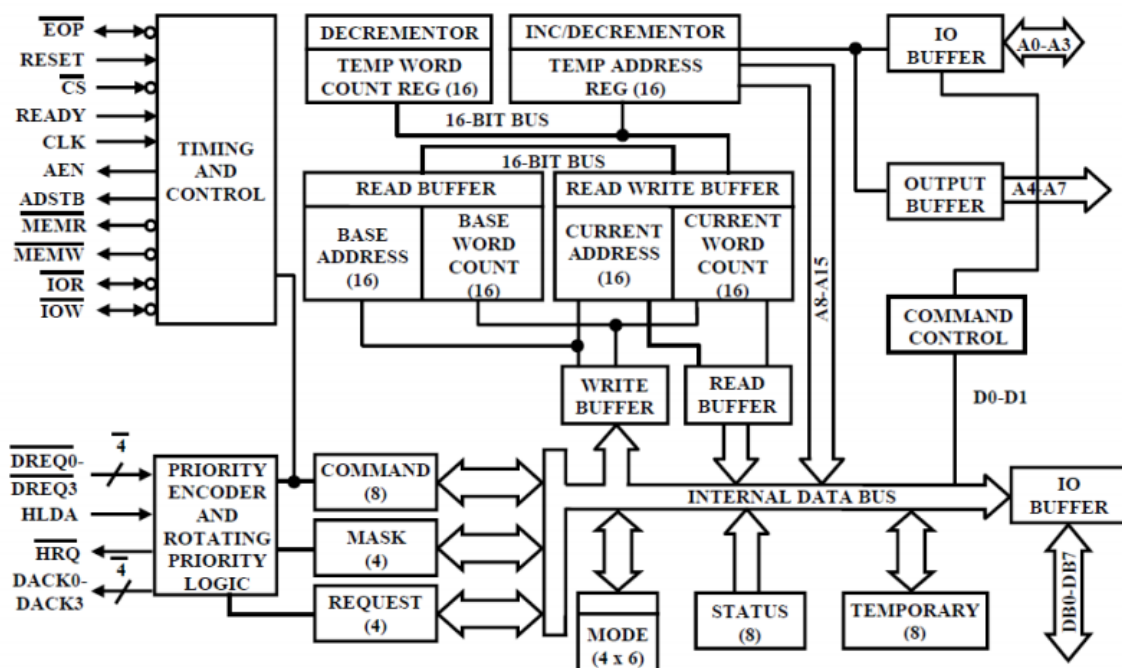 EOP
RESET
CS
READY
CLK
AEN
ADSTB
MEMR
MEMW
IOR
IOW
TIMING
AND
CONTROL
DECREMENTOR
TEMP WORD
COUNT REG (16)
INC/DECREMENTOR
TEMP ADDRESS
REG (16)
16-BIT BUS
16-BIT BUS
READ BUFFER
BASE
ADDRESS
(16)
BASE
WORD
COUNT
(16)
READ WRITE BUFFER
CURRENT
ADDRESS
(16)
CURRENT
WORD
COUNT
(16)
A8-A15
IO
BUFFER
A0-A3
OUTPUT
BUFFER
A4-A7
COMMAND
CONTROL
D0-D1
WRITE
BUFFER
READ
BUFFER
4
DREQ0-
DREQ3
HLDA
HRQ
4
DACK0-
DACK3
PRIORITY
ENCODER
AND
ROTATING
PRIORITY
LOGIC
COMMAND
(8)
MASK
(4)
REQUEST
(4)
INTERNAL DATA BUS
IO
BUFFER
MODE
(4 x 6)
STATUS
(8)
TEMPORARY
(8)
DB0-DB7